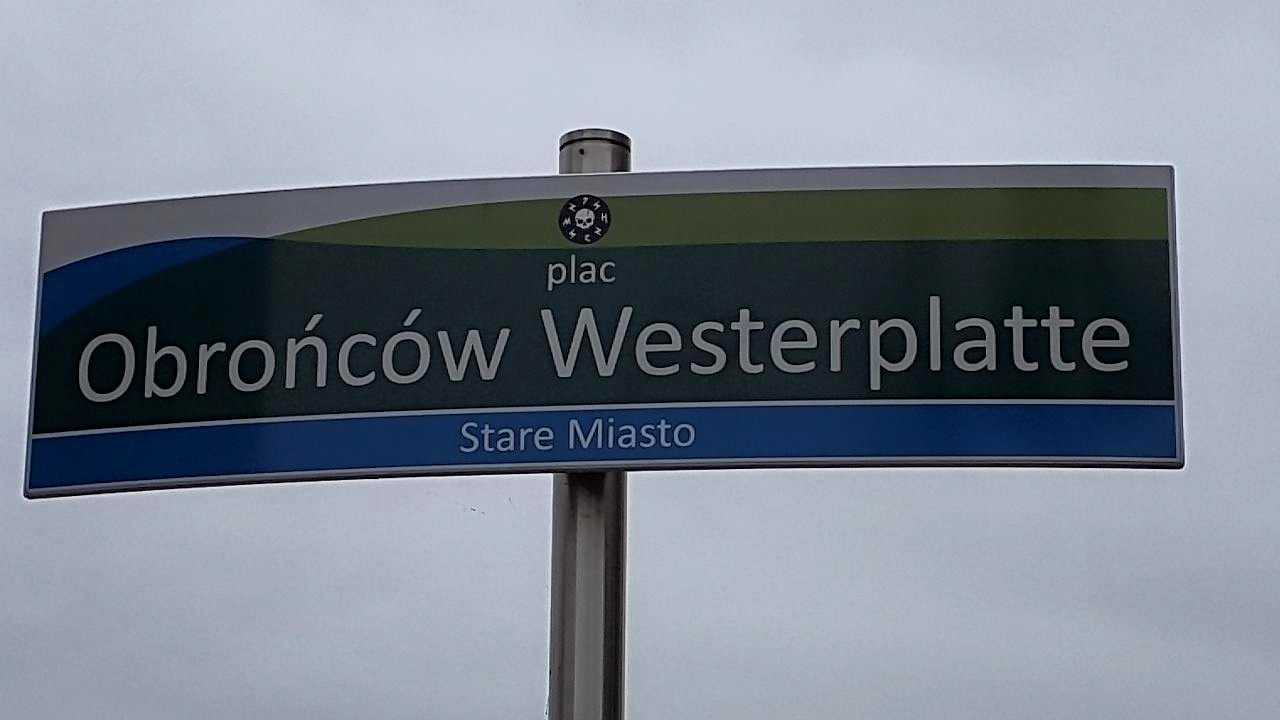 plac
Obrońców Westerplatte
Stare Miasto